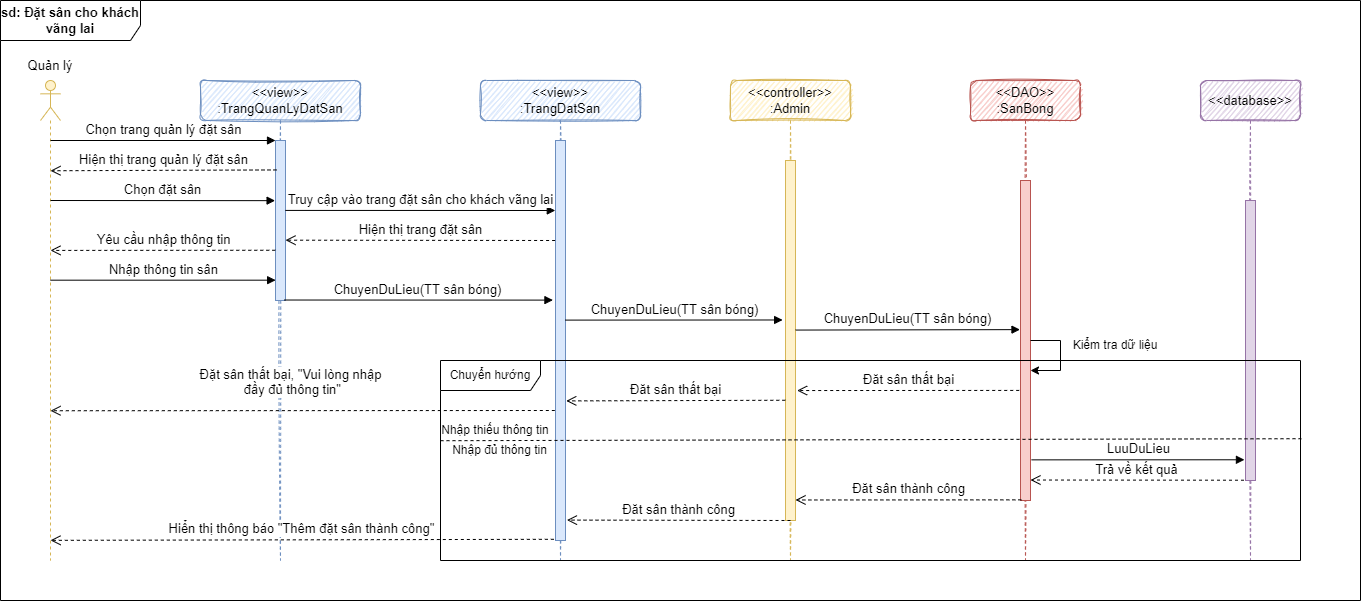 sd: Đặt sân cho khách
vãng lai
Quản lý
<<view>>
:TrangQuanLyDatSan
<<view>>
:TrangDatSan
<<controller>>
:Admin
<<DAO>>
:SanBong
<<database>>
Chọn trang quản lý đặt sân
Hiện thị trang quản lý đặt sân
Chọn đặt sân
Truy cập vào trang đặt sân cho khách vãng lai
Hiện thị trang đặt sân
Yêu cầu nhập thông tin
Nhập thông tin sân
ChuyenDuLieu(TT sân bóng)
ChuyenDuLieu(TT sân bóng)
ChuyenDuLieu(TT sân bóng)
Kiểm tra dữ liệu
Chuyển hướng
Đặt sân thất bại
Đặt sân thất bại
Đặt sân thất bại, "Vui lòng nhập
đầy đủ thông tin"
Nhập thiếu thông tin
Nhập đủ thông tin
LuuDuLieu
Trả về kết quả
Đặt sân thành công
Đặt sân thành công
Hiển thị thông báo "Thêm đặt sân thành công"